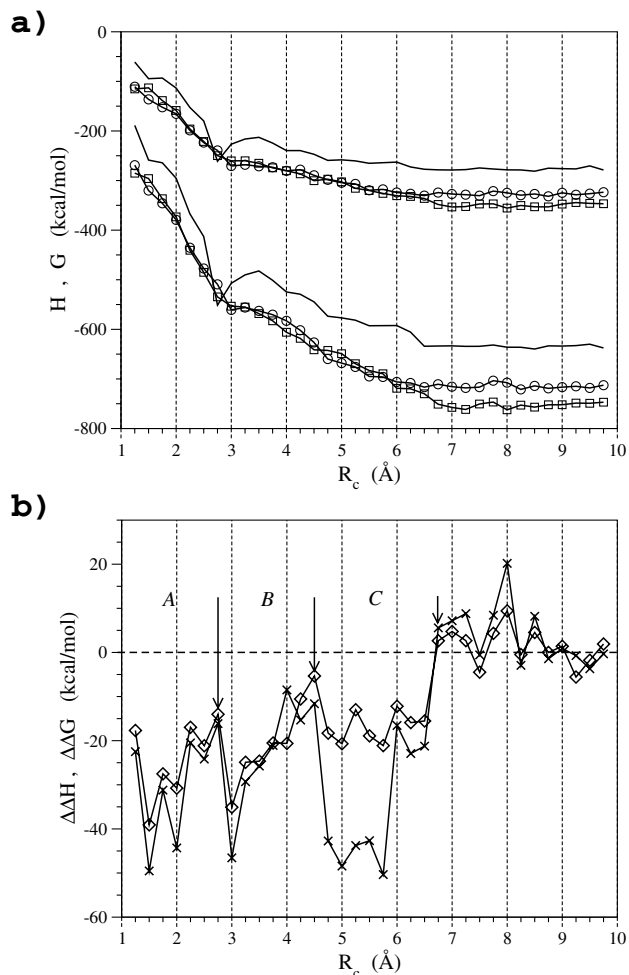 a)
0
-200
-400
-600
-800
H , G (kcal/mol)
1 2 3 4 5 6 7 8 9 10
R_c (Å)
b)
20
0
-20
-40
-60
ΔΔH , ΔΔG (kcal/mol)
A B C
1 2 3 4 5 6 7 8 9 10
R_c (Å)